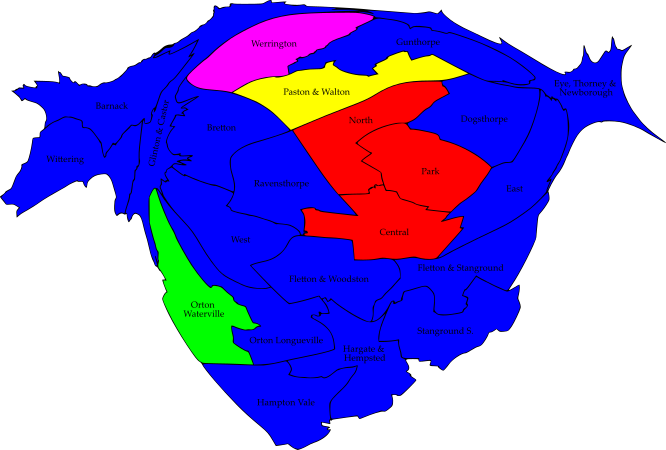 Werrington
Gunthorpe
Eye, Thorney &
Newborough
Paston & Walton
Barnack
Glinton & Castor
North
Dogsthorpe
Bretton
Wittering
Park
Ravensthorpe
East
West
Central
Fletton & Stanground
Fletton & Woodston
Orton
Waterville
Stanground S.
Orton Longueville
Hargate &
Hempsted
Hampton Vale